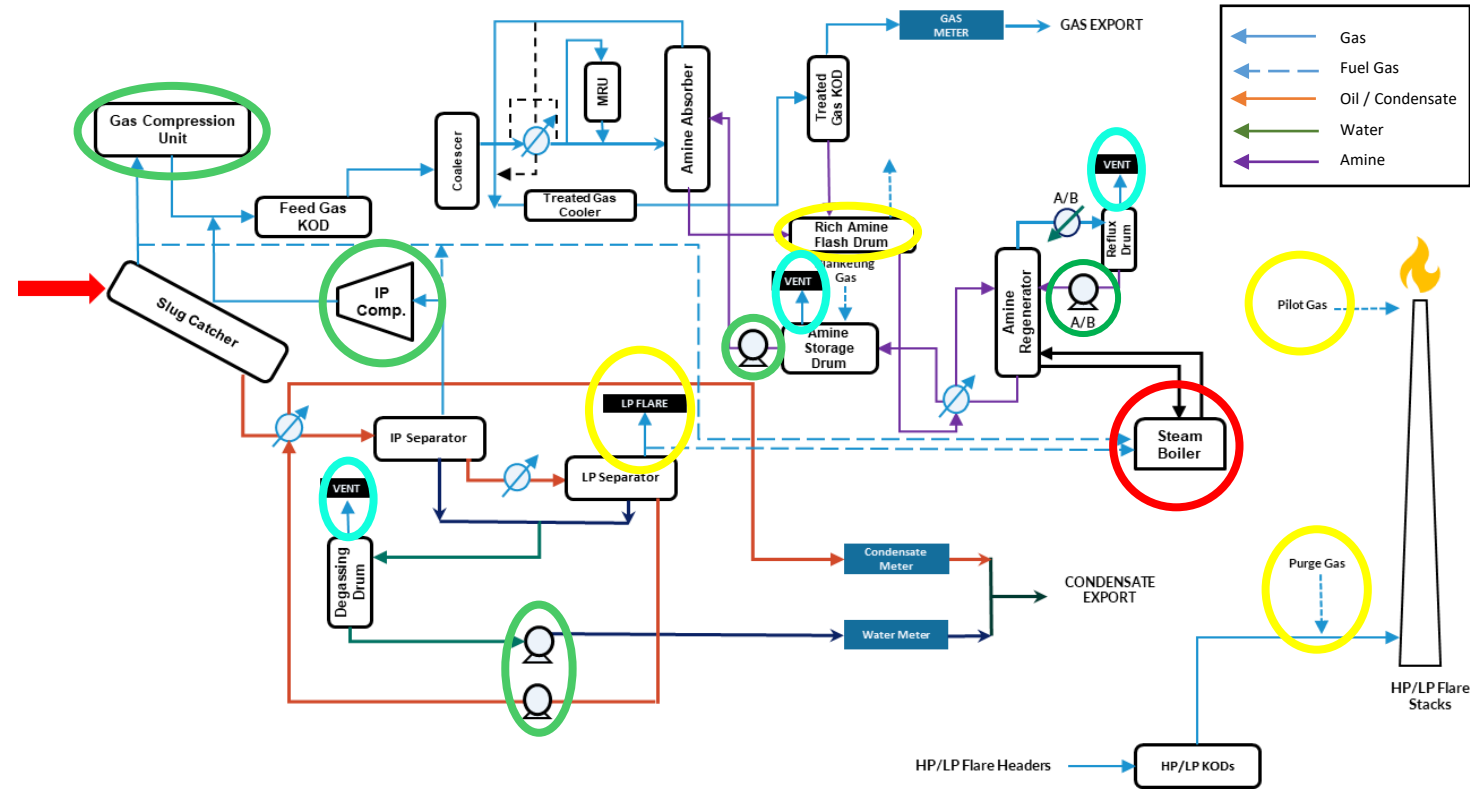 GAS
METER
GAS EXPORT
Gas
Fuel Gas
Oil / Condensate
Water
Amine
Gas Compression
Unit
MRU
Amine Absorber
Treated
Gas KOD
Coalescer
VENT
A/B
Feed Gas
KOD
Treated Gas
Cooler
Rich Amine
Flash Drum
Reflux
Drum
Slug Catcher
IP
Comp.
VENT
Gas
Amine
Storage
Drum
Amine
Regenerator
A/B
Pilot Gas
LP FLARE
IP Separator
LP Separator
Steam
Boiler
VENT
Degassing
Drum
Condensate
Meter
CONDENSATE
EXPORT
Water Meter
Purge Gas
HP/LP Flare
Stacks
HP/LP Flare Headers
HP/LP KODs